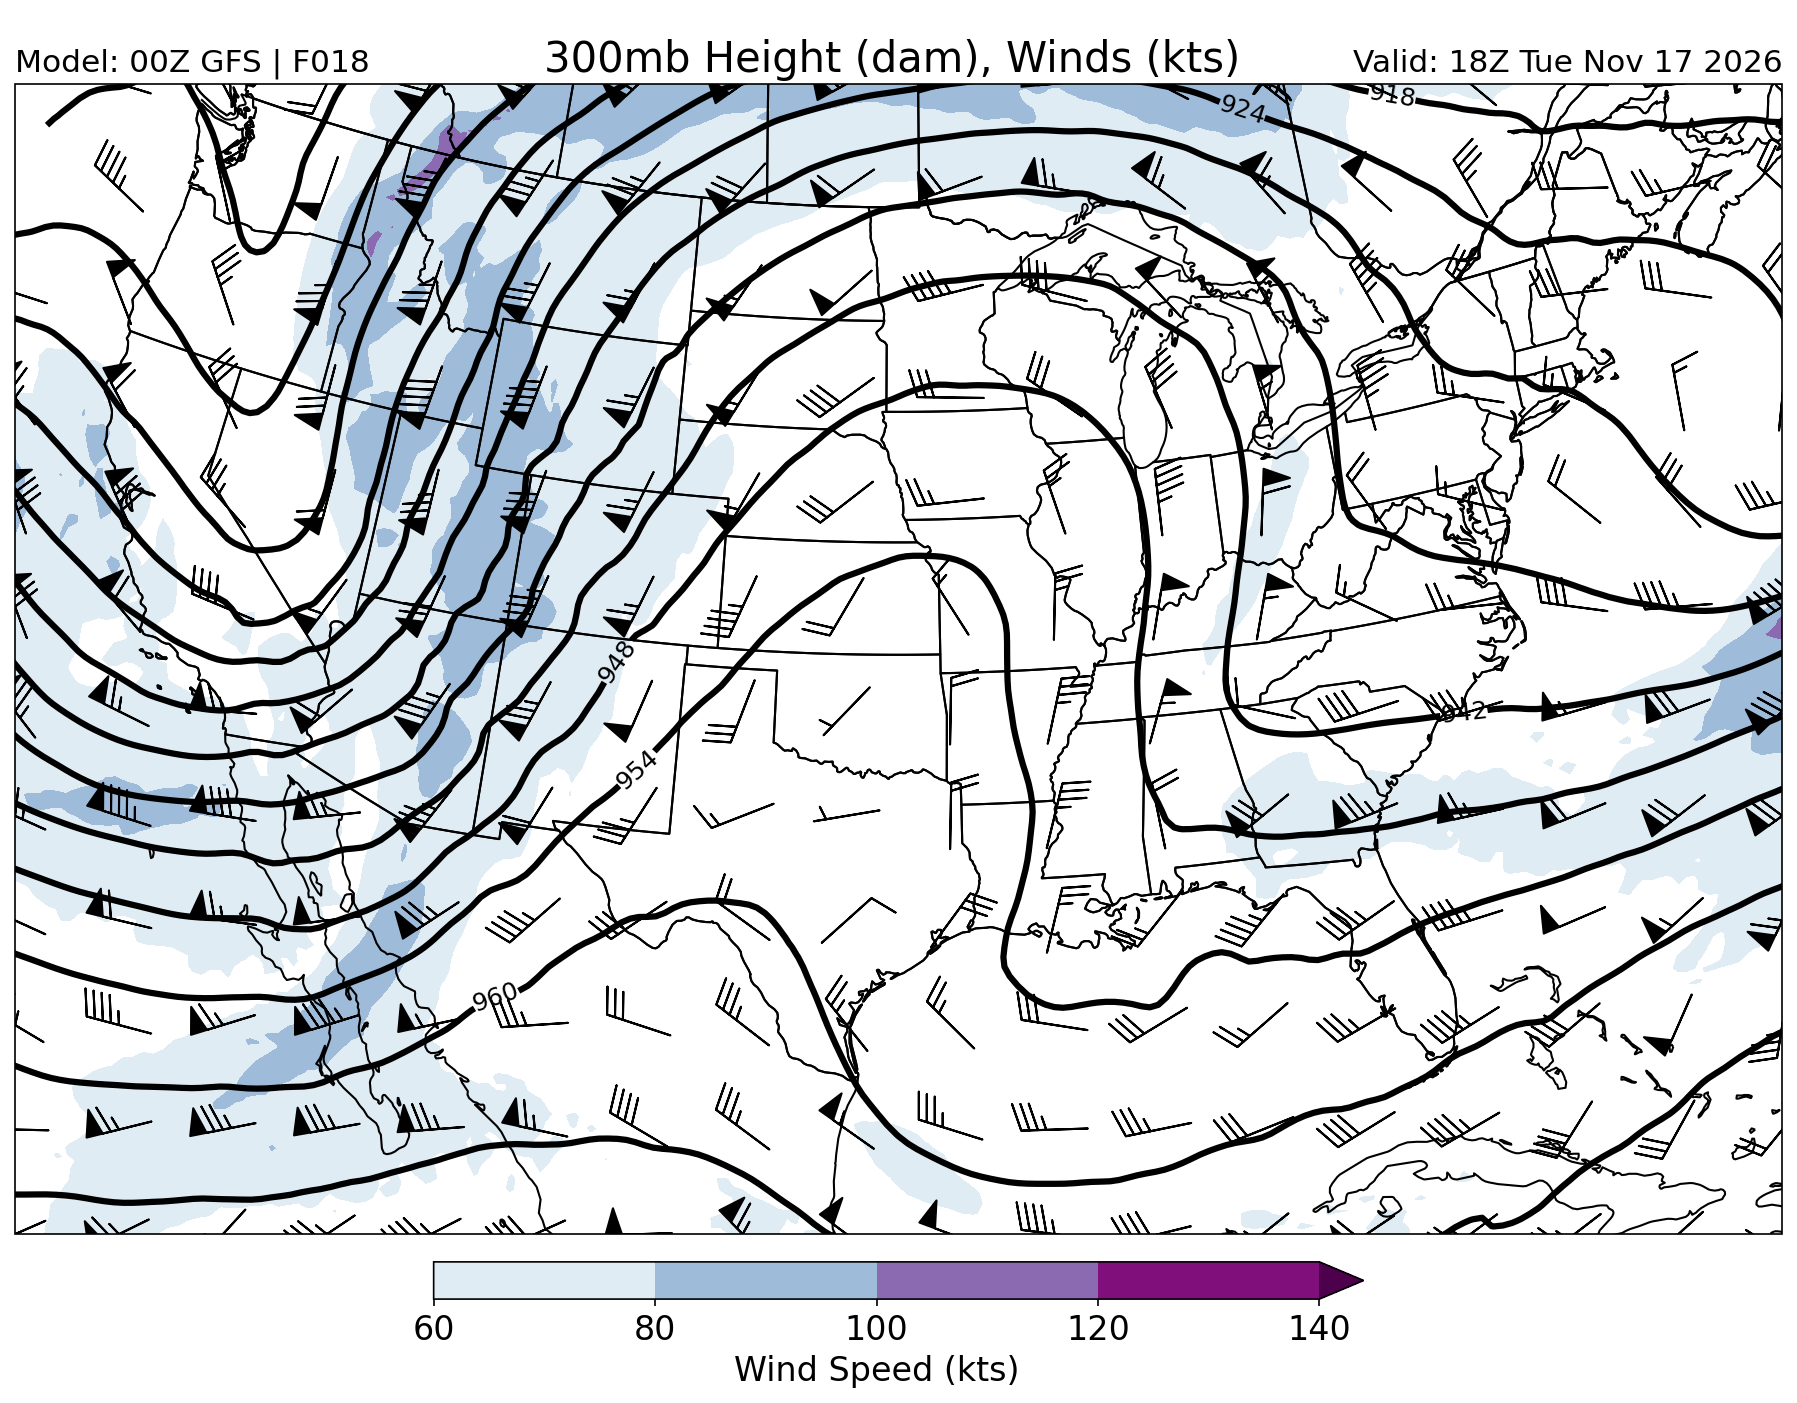 Model: 00Z GFS | F018
300mb Height (dam), Winds (kts)
Valid: 18Z Tue Nov 17 2026
918
924
942
948
954
960
60 80 100 120 140
Wind Speed (kts)